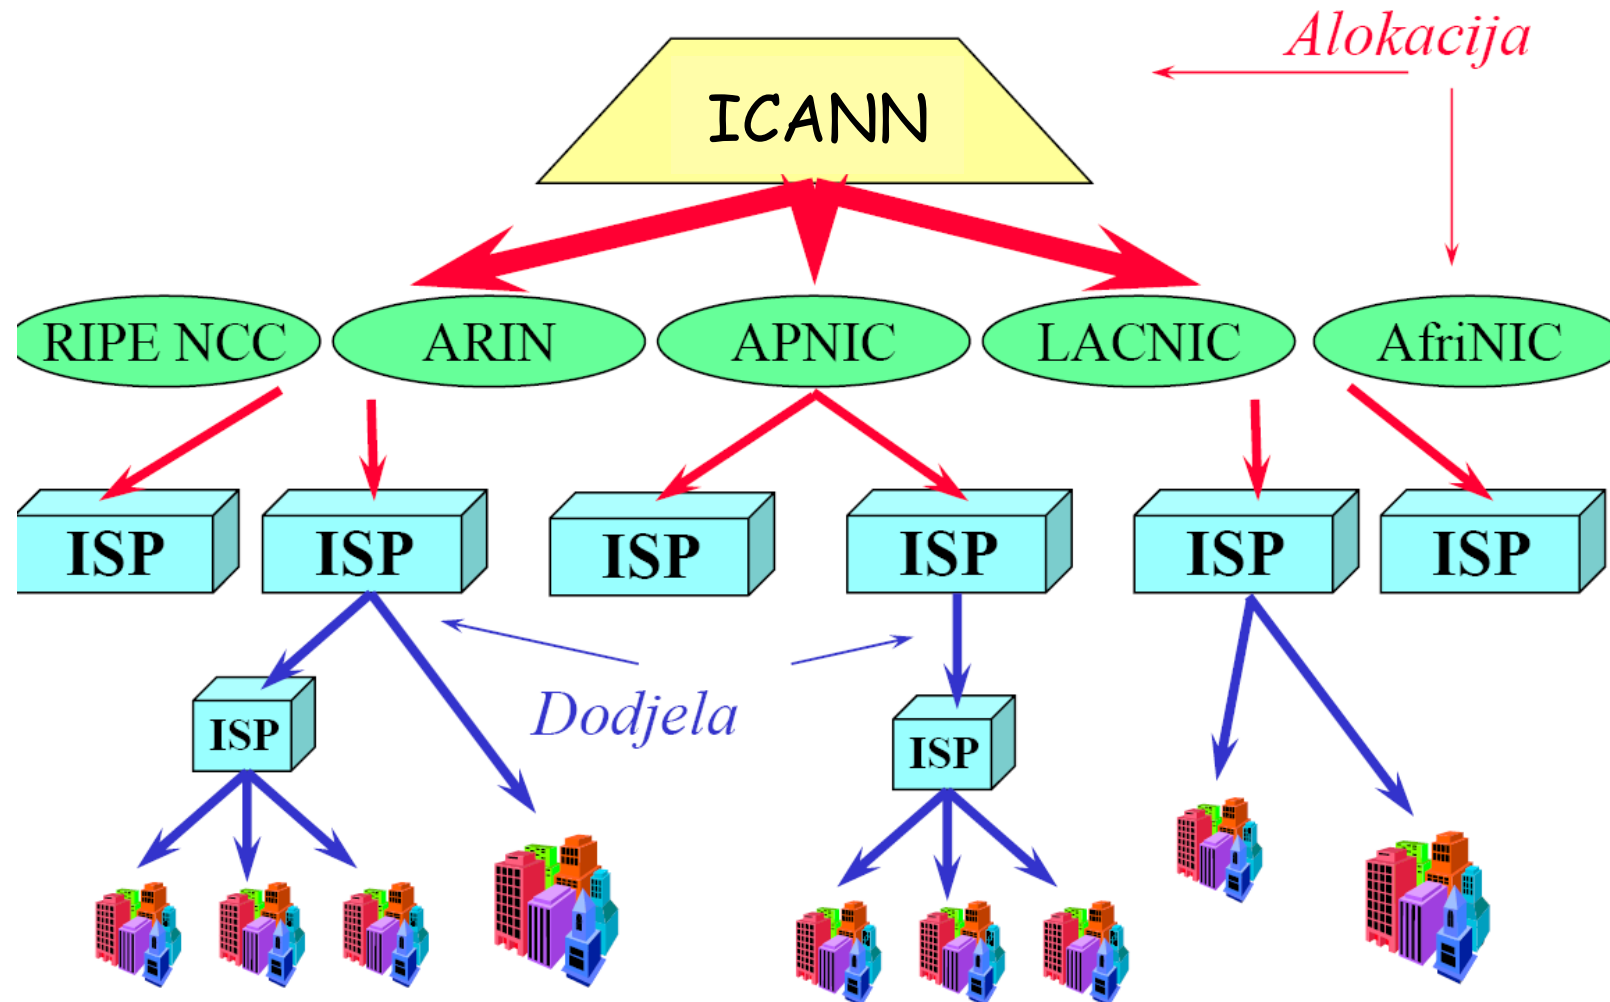 Alokacija
ICANN
RIPE NCC
ARIN
APNIC
LACNIC
AfriNIC
ISP
ISP
ISP
ISP
ISP
ISP
Dodjela
ISP
ISP